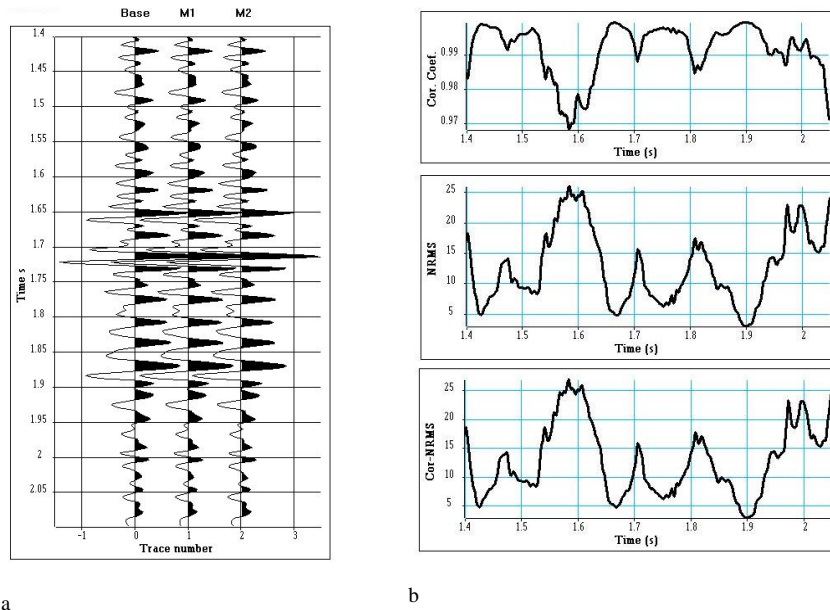 Base M1 M2
1.4
1.45
1.5
1.55
1.6
1.65
1.7
1.75
1.8
1.85
1.9
1.95
2
2.05
Time s
-1 0 1 2 3
Trace number
a
Cor. Coef.
0.99
0.98
0.97
1.4 1.5 1.6 1.7 1.8 1.9 2
Time (s)
NRMS
25
20
15
10
5
1.4 1.5 1.6 1.7 1.8 1.9 2
Time (s)
Cor-NRMS
25
20
15
10
5
1.4 1.5 1.6 1.7 1.8 1.9 2
Time (s)
b